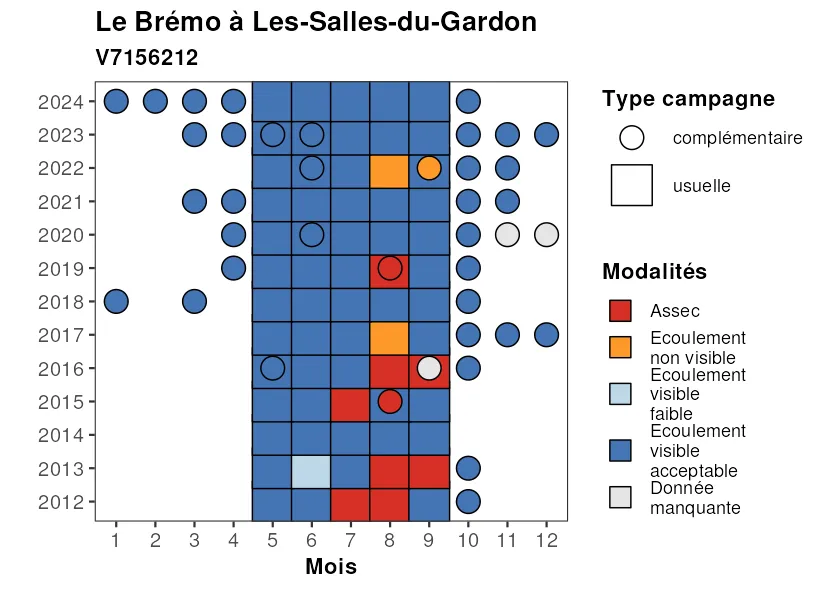 Le Brémo à Les-Salles-du-Gardon
V7156212
2024
2023
2022
2021
2020
2019
2018
2017
2016
2015
2014
2013
2012
1 2 3 4 5 6 7 8 9 10 11 12
Mois
Type campagne
complémentaire
usuelle
Modalités
Assec
Ecoulement
non visible
Ecoulement
visible
faible
Ecoulement
visible
acceptable
Donnée
manquante